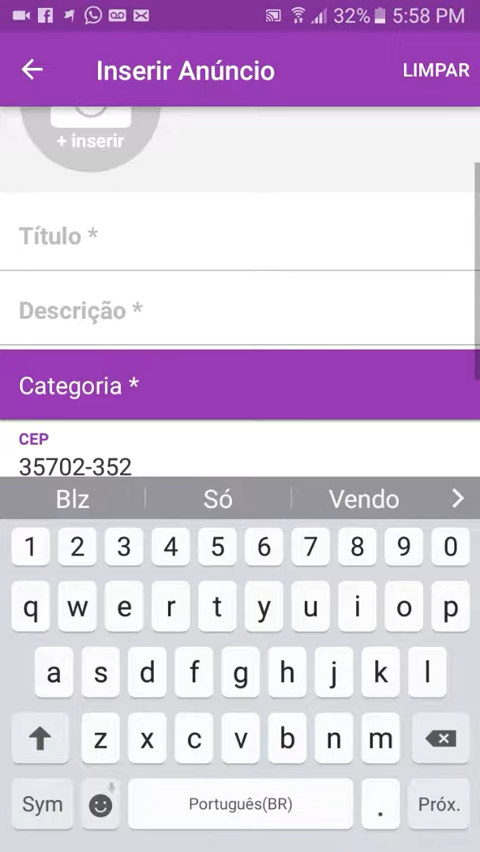 32% 5:58 PM
Inserir Anúncio LIMPAR
+ inserir
Título *
Descrição *
Categoria *
CEP
35702-352
Blz Só Vendo
1 2 3 4 5 6 7 8 9 0
q w e r t y u i o p
a s d f g h j k l
z x c v b n m
Sym Português(BR) . Próx.